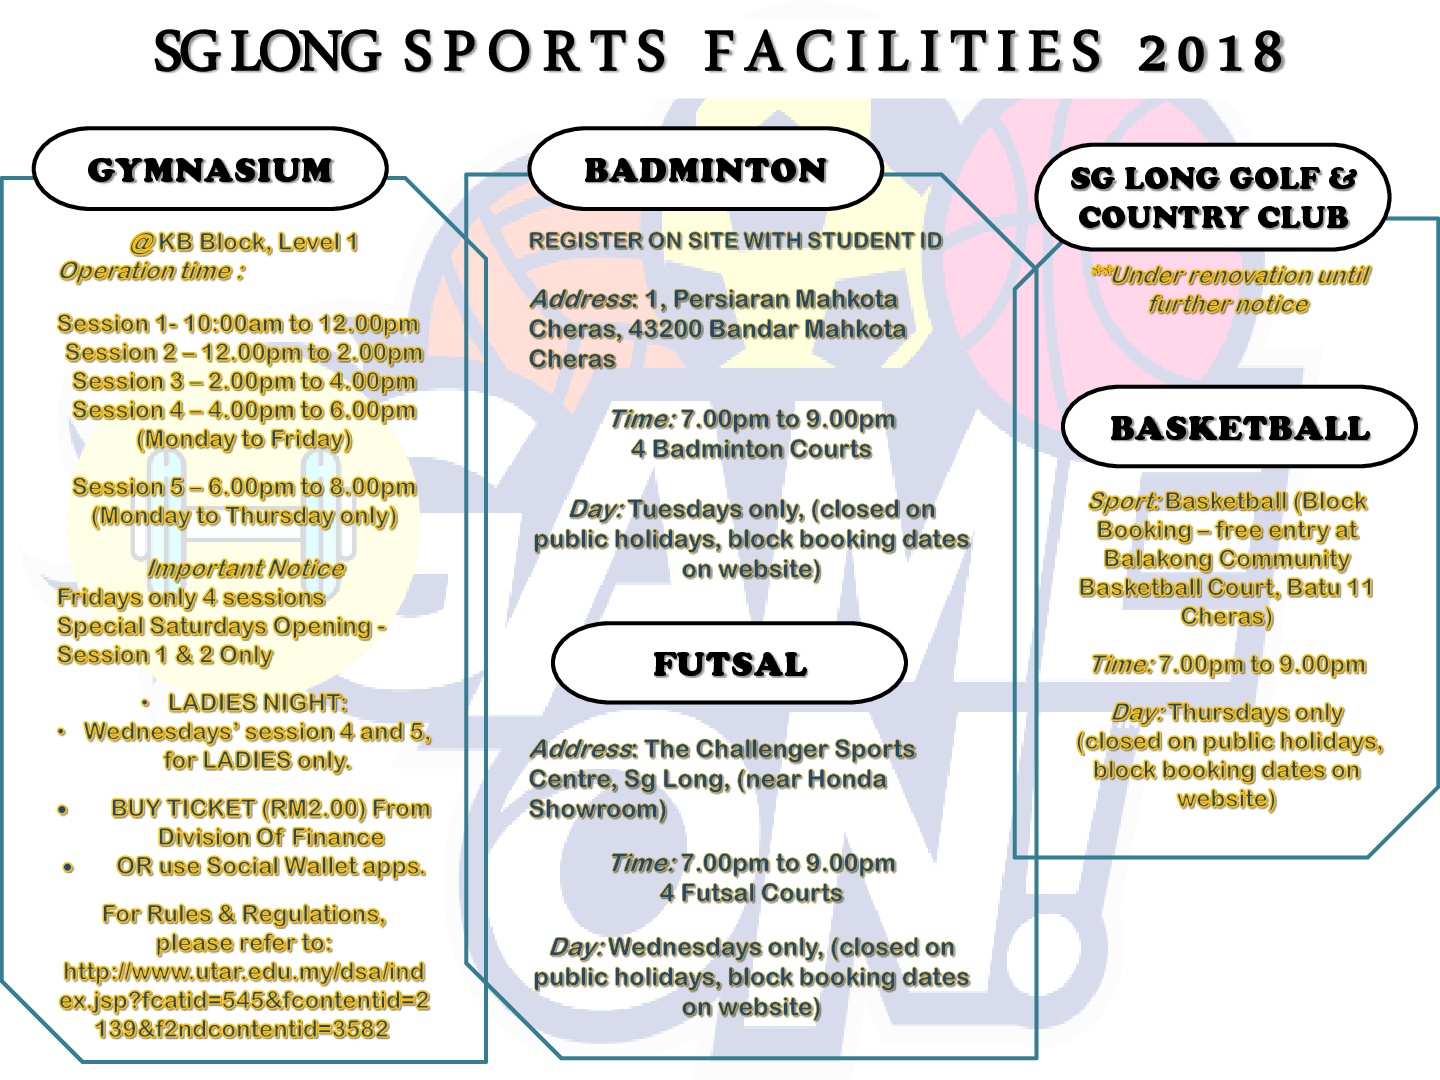 SG LONG SPORTS FACILITIES 2018
GYMNASIUM
@ KB Block, Level 1
Operation time :
Session 1- 10:00am to 12.00pm
Session 2 – 12.00pm to 2.00pm
Session 3 – 2.00pm to 4.00pm
Session 4 – 4.00pm to 6.00pm
(Monday to Friday)
Session 5 – 6.00pm to 8.00pm
(Monday to Thursday only)
Important Notice
Fridays only 4 sessions
Special Saturdays Opening -
Session 1 & 2 Only
• LADIES NIGHT:
• Wednesdays’ session 4 and 5,
for LADIES only.
• BUY TICKET (RM2.00) From
Division Of Finance
• OR use Social Wallet apps.
For Rules & Regulations,
please refer to:
http://www.utar.edu.my/dsa/ind
ex.jsp?fcatid=545&fcontentid=2
139&f2ndcontentid=3582
BADMINTON
REGISTER ON SITE WITH STUDENT ID
Address: 1, Persiaran Mahkota
Cheras, 43200 Bandar Mahkota
Cheras
Time: 7.00pm to 9.00pm
4 Badminton Courts
Day: Tuesdays only, (closed on
public holidays, block booking dates
on website)
FUTSAL
Address: The Challenger Sports
Centre, Sg Long, (near Honda
Showroom)
Time: 7.00pm to 9.00pm
4 Futsal Courts
Day: Wednesdays only, (closed on
public holidays, block booking dates
on website)
SG LONG GOLF &
COUNTRY CLUB
**Under renovation until
further notice
BASKETBALL
Sport: Basketball (Block
Booking – free entry at
Balakong Community
Basketball Court, Batu 11
Cheras)
Time: 7.00pm to 9.00pm
Day: Thursdays only
(closed on public holidays,
block booking dates on
website)
GAME
ON!